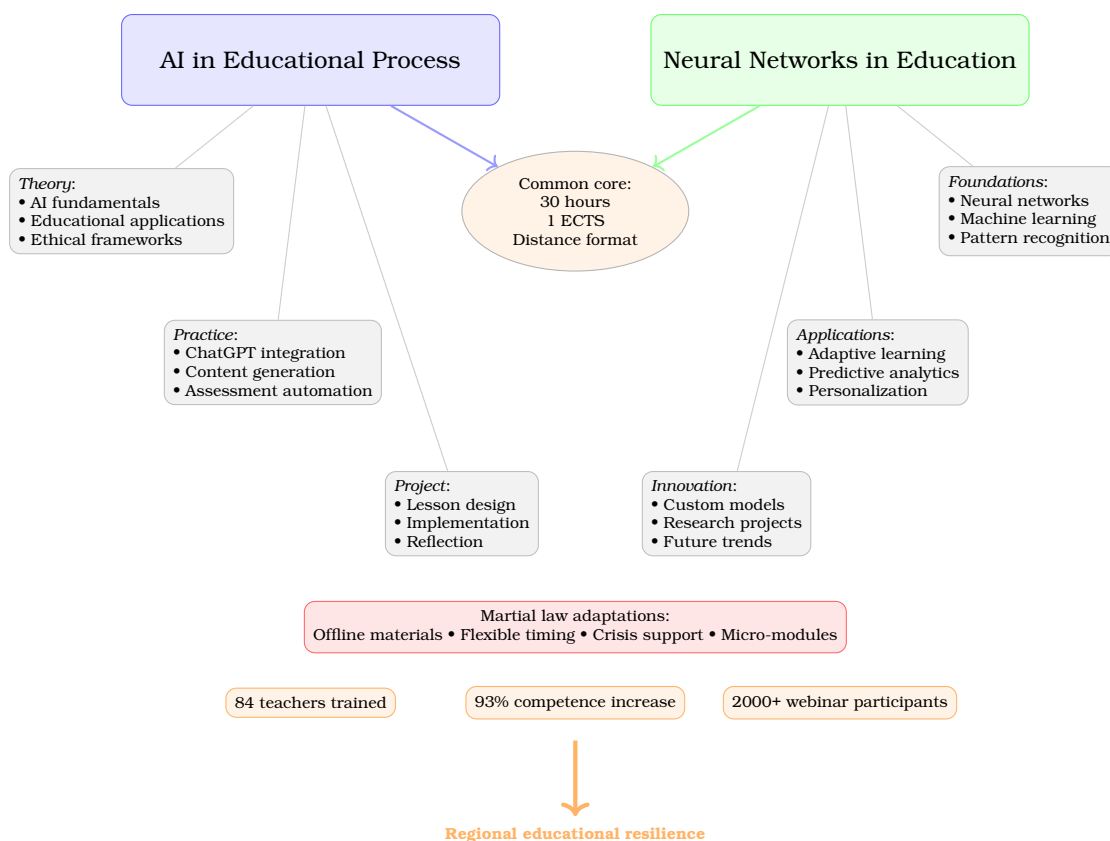 AI in Educational Process
Neural Networks in Education
Common core:
30 hours
1 ECTS
Distance format
Theory:
• AI fundamentals
• Educational applications
• Ethical frameworks
Foundations:
• Neural networks
• Machine learning
• Pattern recognition
Practice:
• ChatGPT integration
• Content generation
• Assessment automation
Applications:
• Adaptive learning
• Predictive analytics
• Personalization
Project:
• Lesson design
• Implementation
• Reflection
Innovation:
• Custom models
• Research projects
• Future trends
Martial law adaptations:
Offline materials • Flexible timing • Crisis support • Micro-modules
84 teachers trained
93% competence increase
2000+ webinar participants
Regional educational resilience